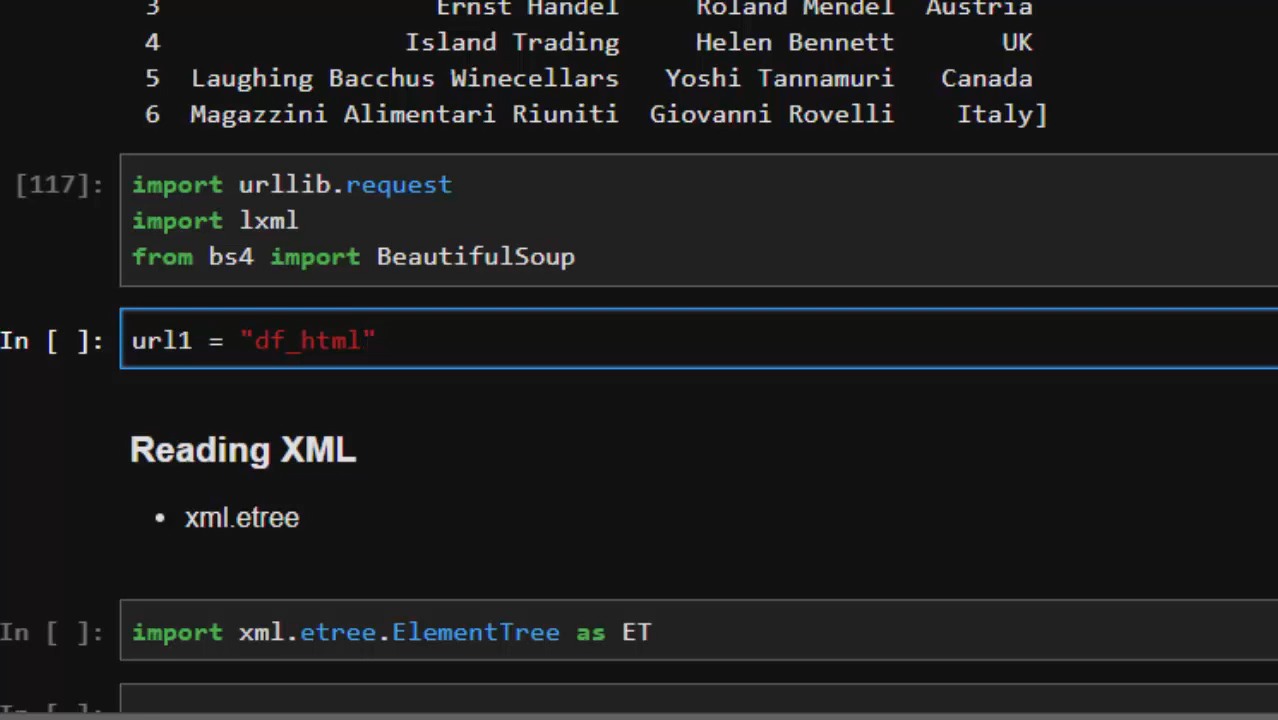 3 Ernst Handel Roland Mendel Austria
4 Island Trading Helen Bennett UK
5 Laughing Bacchus Winecellars Yoshi Tannamuri Canada
6 Magazzini Alimentari Riuniti Giovanni Rovelli Italy]
[117]: import urllib.request
import lxml
from bs4 import BeautifulSoup
In [ ]: url1 = "df_html"
Reading XML
• xml.etree
In [ ]: import xml.etree.ElementTree as ET
In [ ]: